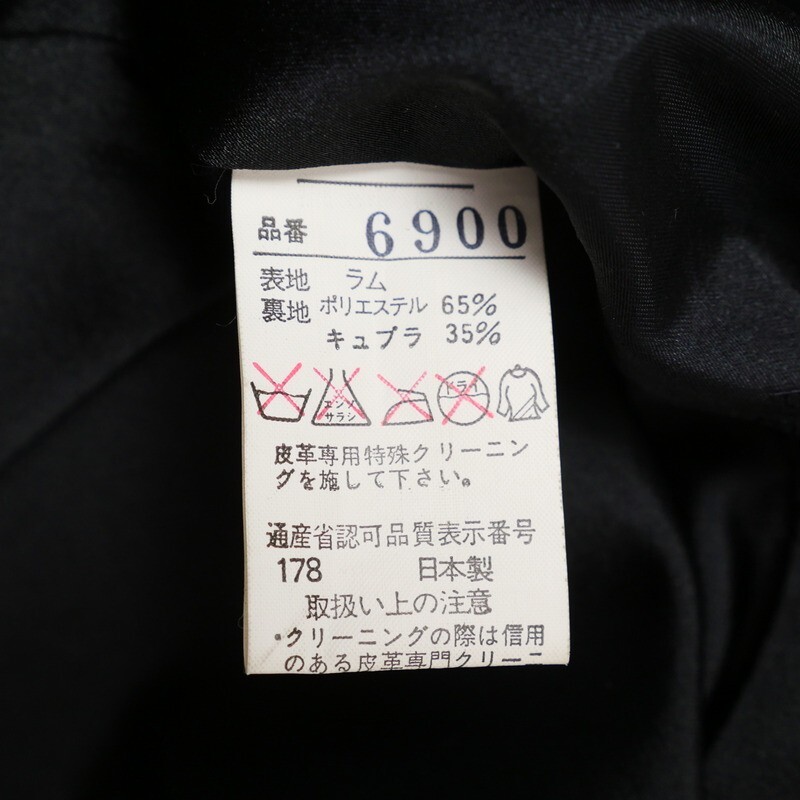 品番 6900
表地 ラム
裏地 ポリエステル 65%
キュプラ 35%
エンソ サラシ ドライ
皮革専用特殊クリーニン
グを施して下さい。
通産省認可品質表示番号
178 日本製
取扱い上の注意
・クリーニングの際は信用
のある皮革専門クリーニ